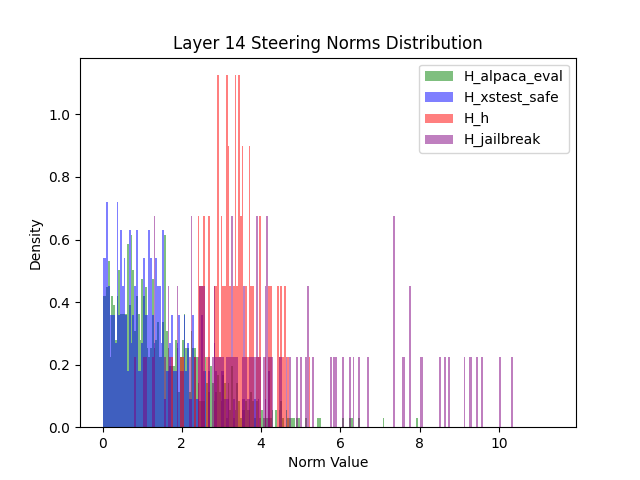 Layer 14 Steering Norms Distribution
H_alpaca_eval
H_xstest_safe
H_h
H_jailbreak
Density
1.0
0.8
0.6
0.4
0.2
0.0
0 2 4 6 8 10
Norm Value